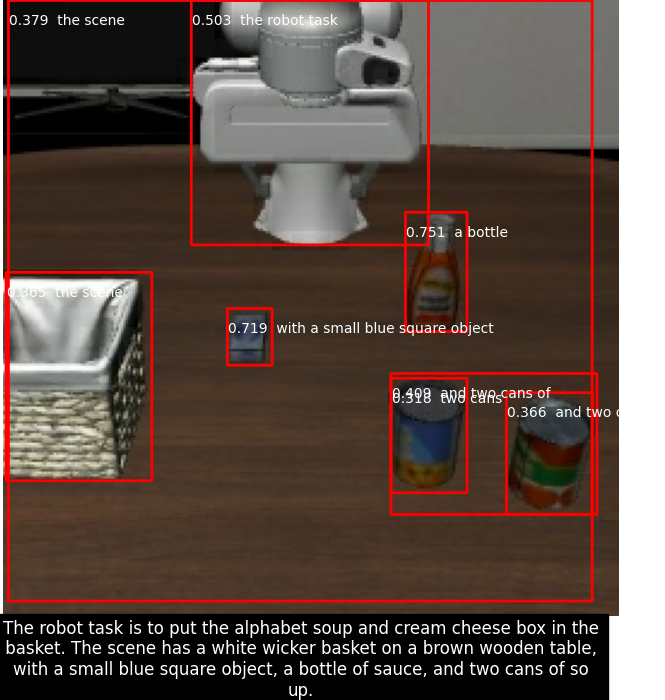 0.379 the scene
0.503 the robot task
0.751 a bottle
0.365 the scene
0.719 with a small blue square object
0.409 and two cans of
0.318 two cans
0.366 and two c
The robot task is to put the alphabet soup and cream cheese box in the
basket. The scene has a white wicker basket on a brown wooden table,
with a small blue square object, a bottle of sauce, and two cans of so
up.